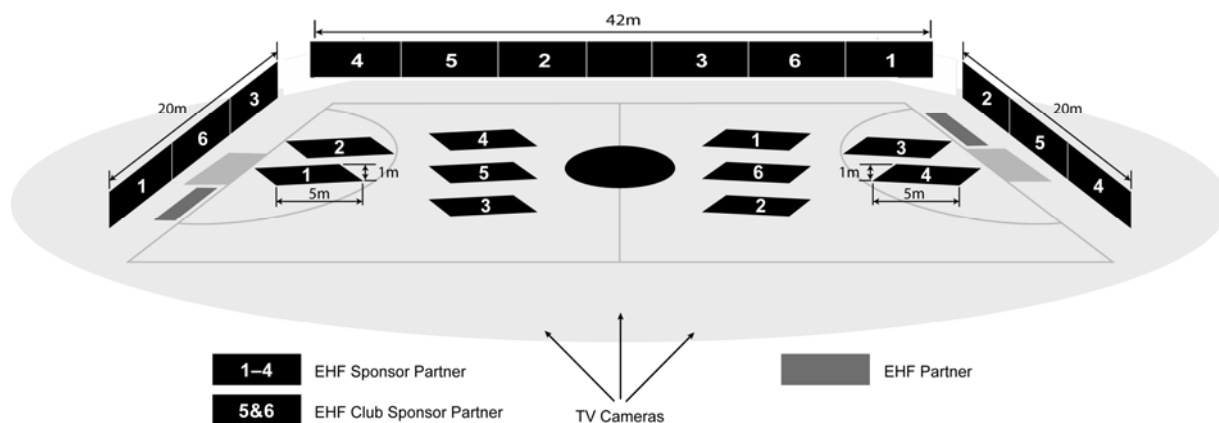 42m
4 5 2 3 6 1
20m
3
6
1
20m
2
5
4
2
1
1m
5m
4
5
3
1
6
2
3
4
1m
5m
1–4 EHF Sponsor Partner
EHF Partner
5&6 EHF Club Sponsor Partner
TV Cameras